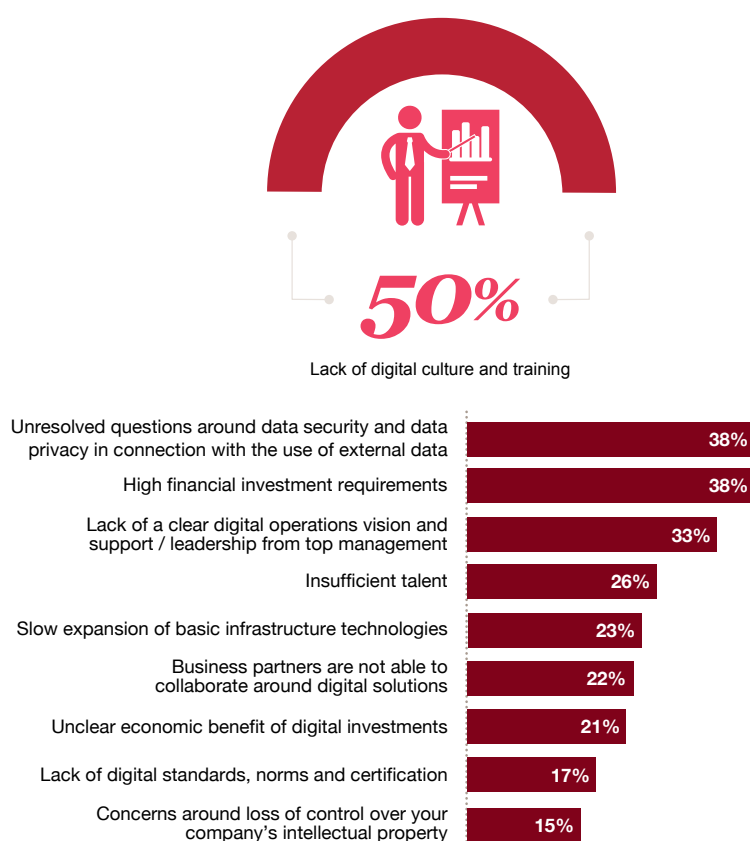 50%
Lack of digital culture and training
Unresolved questions around data security and data
privacy in connection with the use of external data
38%
High financial investment requirements
38%
Lack of a clear digital operations vision and
support / leadership from top management
33%
Insufficient talent
26%
Slow expansion of basic infrastructure technologies
23%
Business partners are not able to
collaborate around digital solutions
22%
Unclear economic benefit of digital investments
21%
Lack of digital standards, norms and certification
17%
Concerns around loss of control over your
company’s intellectual property
15%